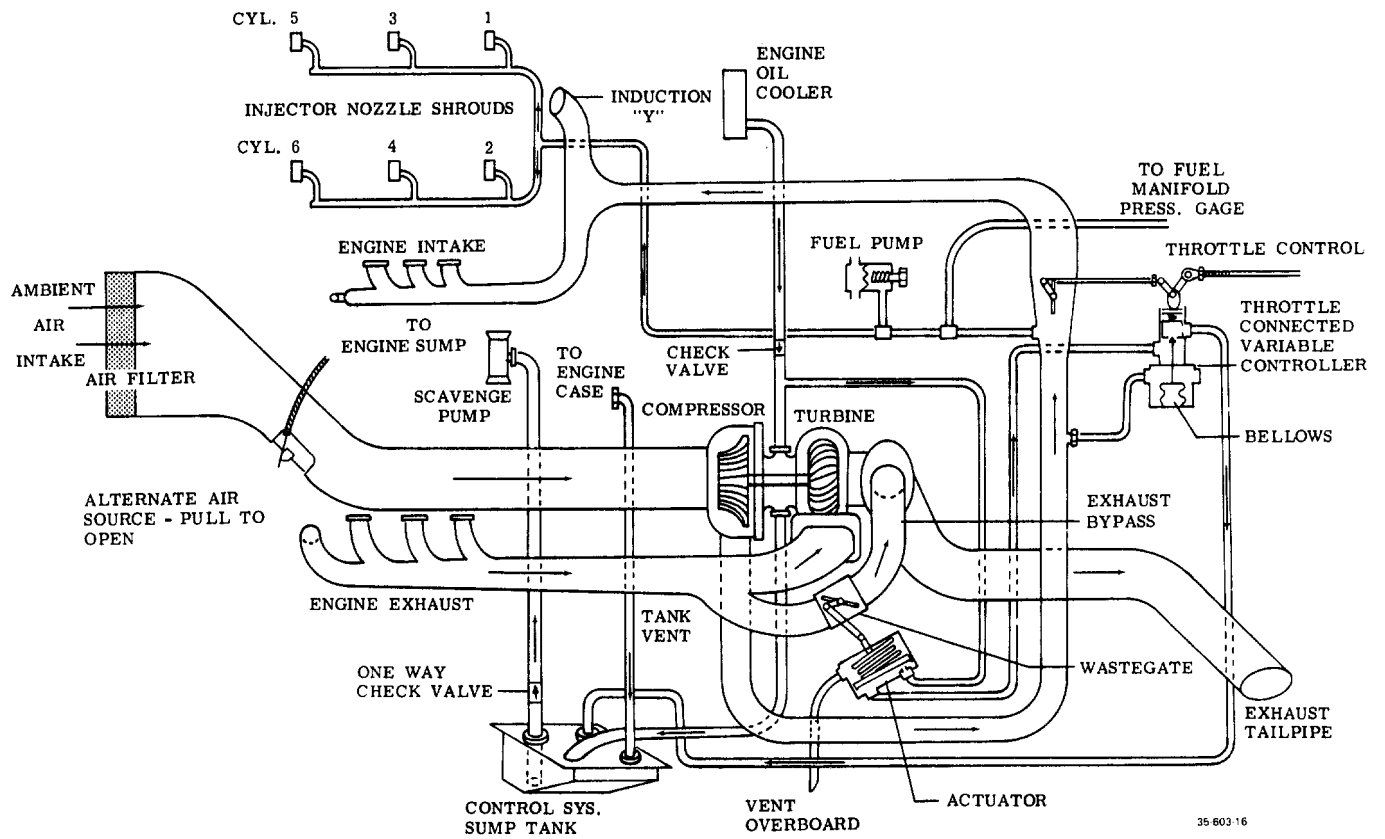 CYL. 5 3 1
INJECTOR NOZZLE SHROUDS
CYL. 6 4 2
INDUCTION
"Y"
ENGINE
OIL
COOLER
TO FUEL
MANIFOLD
PRESS. GAGE
ENGINE INTAKE
FUEL PUMP
THROTTLE CONTROL
AMBIENT
AIR
INTAKE
AIR FILTER
TO
ENGINE SUMP
SCAVENGE
PUMP
TO
ENGINE
CASE
CHECK
VALVE
THROTTLE
CONNECTED
VARIABLE
CONTROLLER
COMPRESSOR
TURBINE
BELLOWS
ALTERNATE AIR
SOURCE - PULL TO
OPEN
EXHAUST
BYPASS
ENGINE EXHAUST
TANK
VENT
ONE WAY
CHECK VALVE
WASTEGATE
EXHAUST
TAILPIPE
CONTROL SYS.
SUMP TANK
VENT
OVERBOARD
ACTUATOR
35-603-16